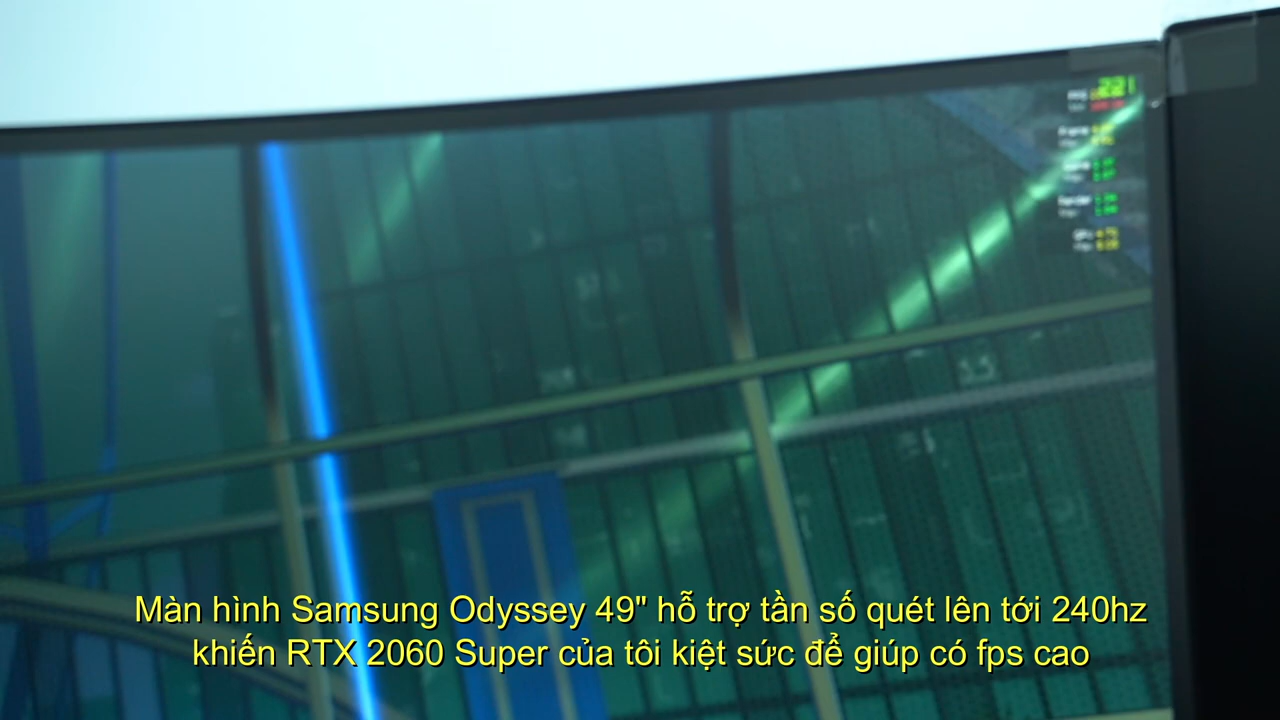 221
Màn hình Samsung Odyssey 49" hỗ trợ tần số quét lên tới 240hz
khiến RTX 2060 Super của tôi kiệt sức để giúp có fps cao